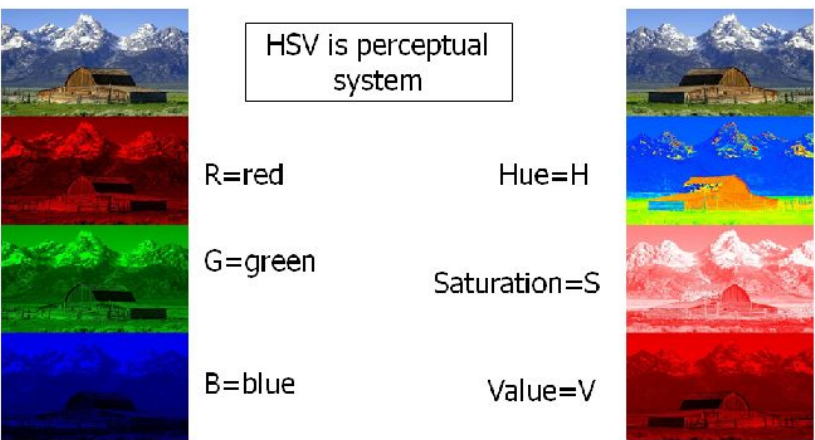 HSV is perceptual
system
R=red
Hue=H
G=green
Saturation=S
B=blue
Value=V